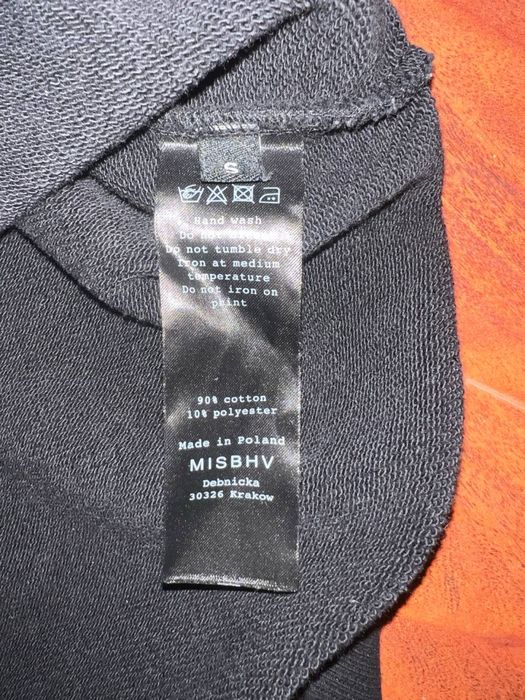 S
Hand wash
Do not
Do not tumble dry
Iron at medium
temperature
Do not iron on
print
90% cotton
10% polyester
Made in Poland
MISBHV
Debnicka
30326 Krakow